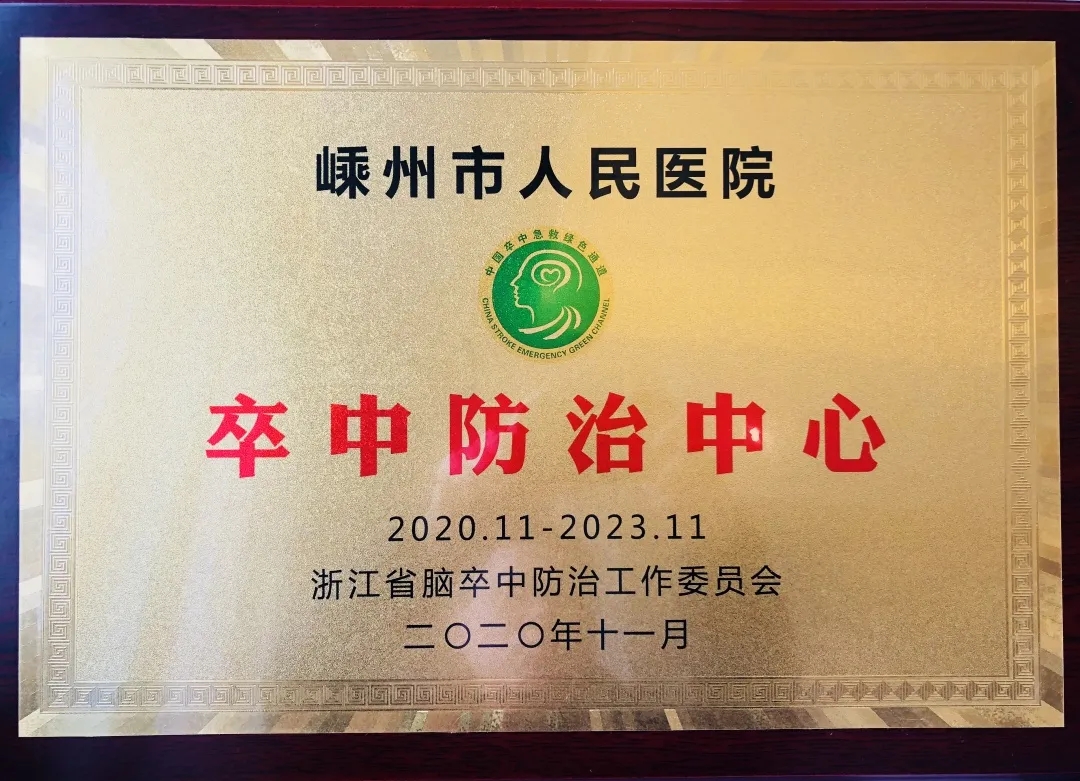 嵊州市人民医院
中国卒中急救绿色通道
CHINA STROKE EMERGENCY GREEN CHANNEL
卒中防治中心
2020.11-2023.11
浙江省脑卒中防治工作委员会
二〇二〇年十一月